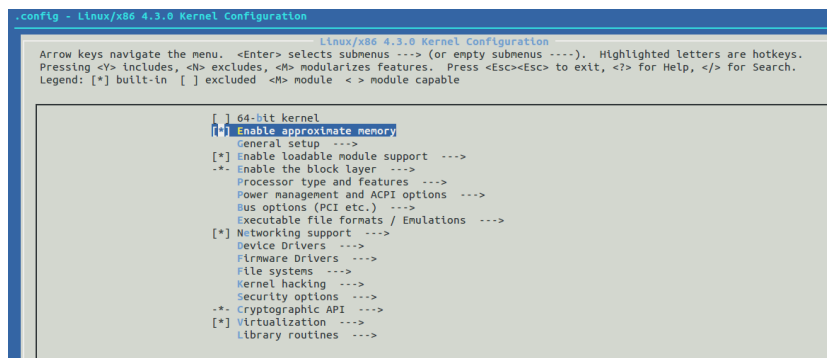 .config - Linux/x86 4.3.0 Kernel Configuration
Linux/x86 4.3.0 Kernel Configuration
Arrow keys navigate the menu.  <Enter> selects submenus ---> (or empty submenus ----).  Highlighted letters are hotkeys.
Pressing <Y> includes, <N> excludes, <M> modularizes features.  Press <Esc><Esc> to exit, <?> for Help, </> for Search.
Legend: [*] built-in  [ ] excluded  <M> module  < > module capable
[ ] 64-bit kernel
[*] Enable approximate memory
General setup  --->
[*] Enable loadable module support  --->
-*- Enable the block layer  --->
Processor type and features  --->
Power management and ACPI options  --->
Bus options (PCI etc.)  --->
Executable file formats / Emulations  --->
[*] Networking support  --->
Device Drivers  --->
Firmware Drivers  --->
File systems  --->
Kernel hacking  --->
Security options  --->
-*- Cryptographic API  --->
[*] Virtualization  --->
Library routines  --->